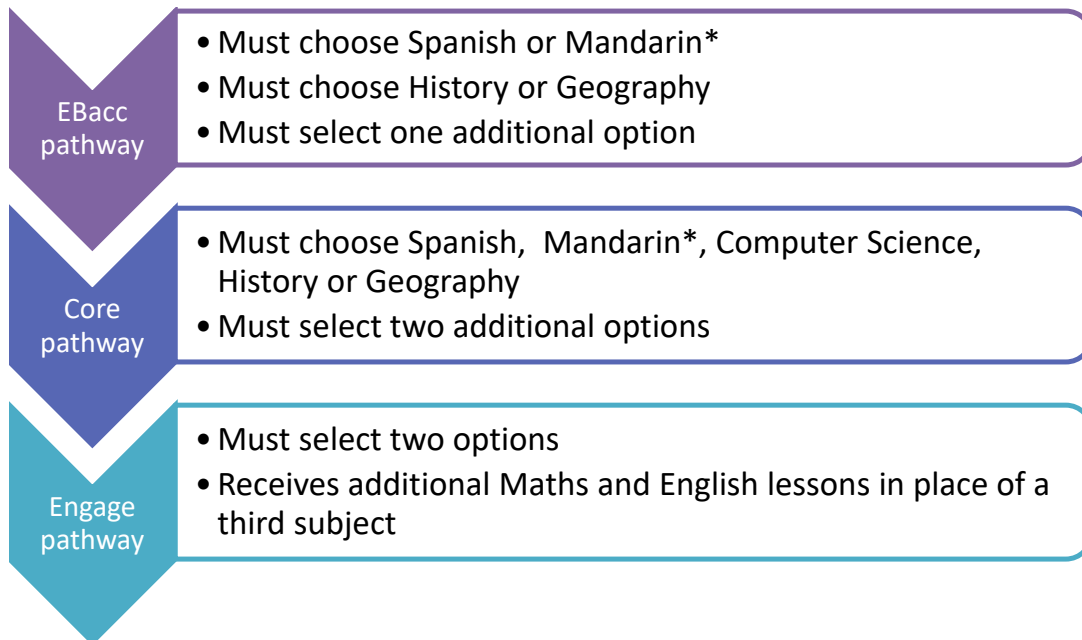 EBacc
pathway
• Must choose Spanish or Mandarin*
• Must choose History or Geography
• Must select one additional option
Core
pathway
• Must choose Spanish, Mandarin*, Computer Science,
History or Geography
• Must select two additional options
Engage
pathway
• Must select two options
• Receives additional Maths and English lessons in place of a
third subject